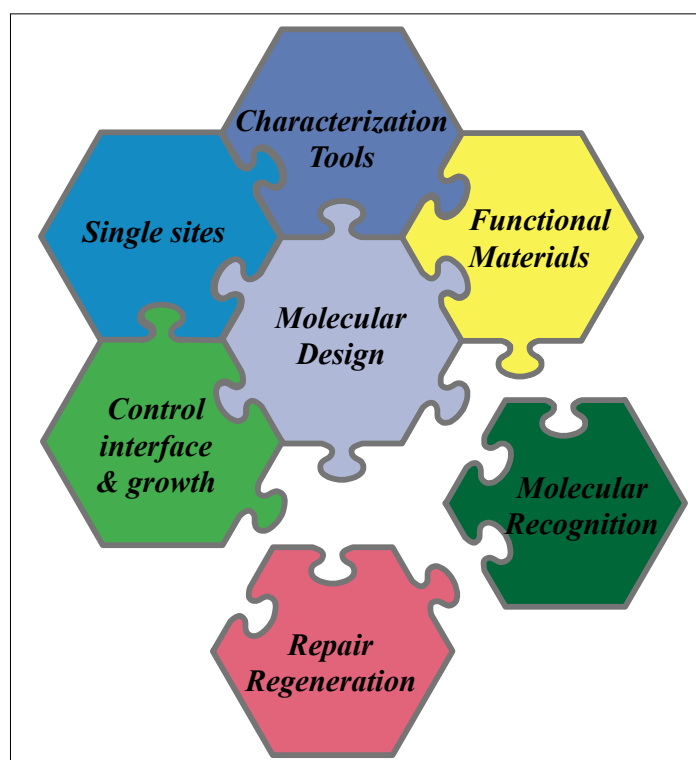 Characterization
Tools
Single sites
Functional
Materials
Molecular
Design
Control
interface
& growth
Molecular
Recognition
Repair
Regeneration